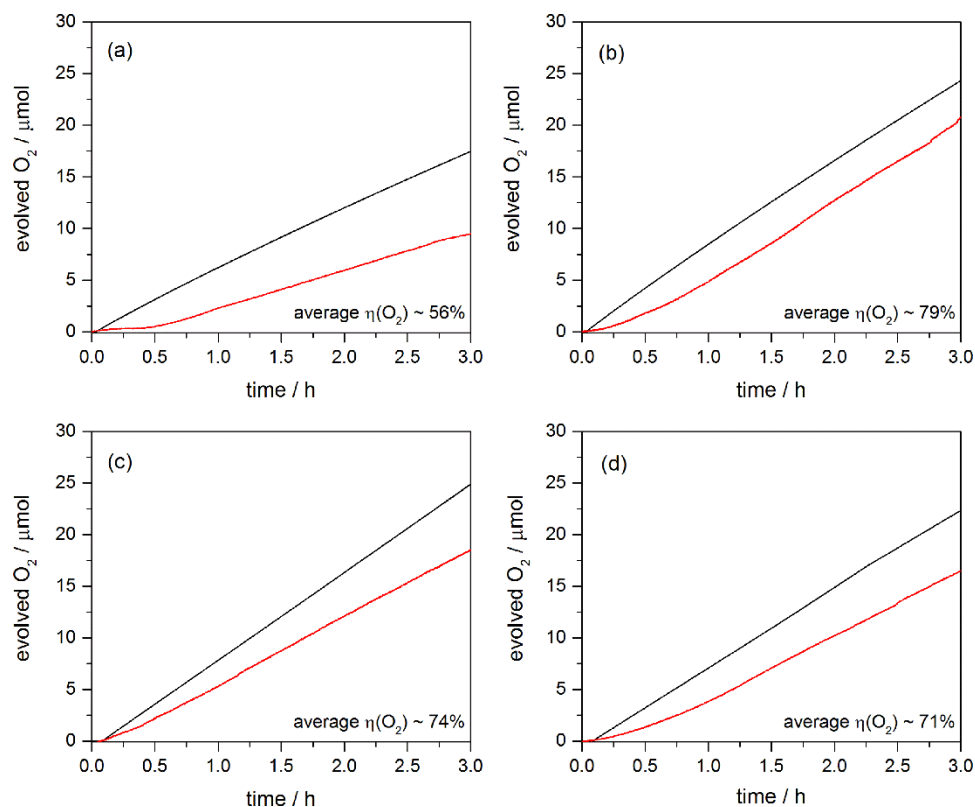 (a)
evolved O₂ / μmol
30
25
20
15
10
5
0
average η(O₂) ~ 56%
0.0 0.5 1.0 1.5 2.0 2.5 3.0
time / h
(b)
evolved O₂ / μmol
30
25
20
15
10
5
0
average η(O₂) ~ 79%
0.0 0.5 1.0 1.5 2.0 2.5 3.0
time / h
(c)
evolved O₂ / μmol
30
25
20
15
10
5
0
average η(O₂) ~ 74%
0.0 0.5 1.0 1.5 2.0 2.5 3.0
time / h
(d)
evolved O₂ / μmol
30
25
20
15
10
5
0
average η(O₂) ~ 71%
0.0 0.5 1.0 1.5 2.0 2.5 3.0
time / h